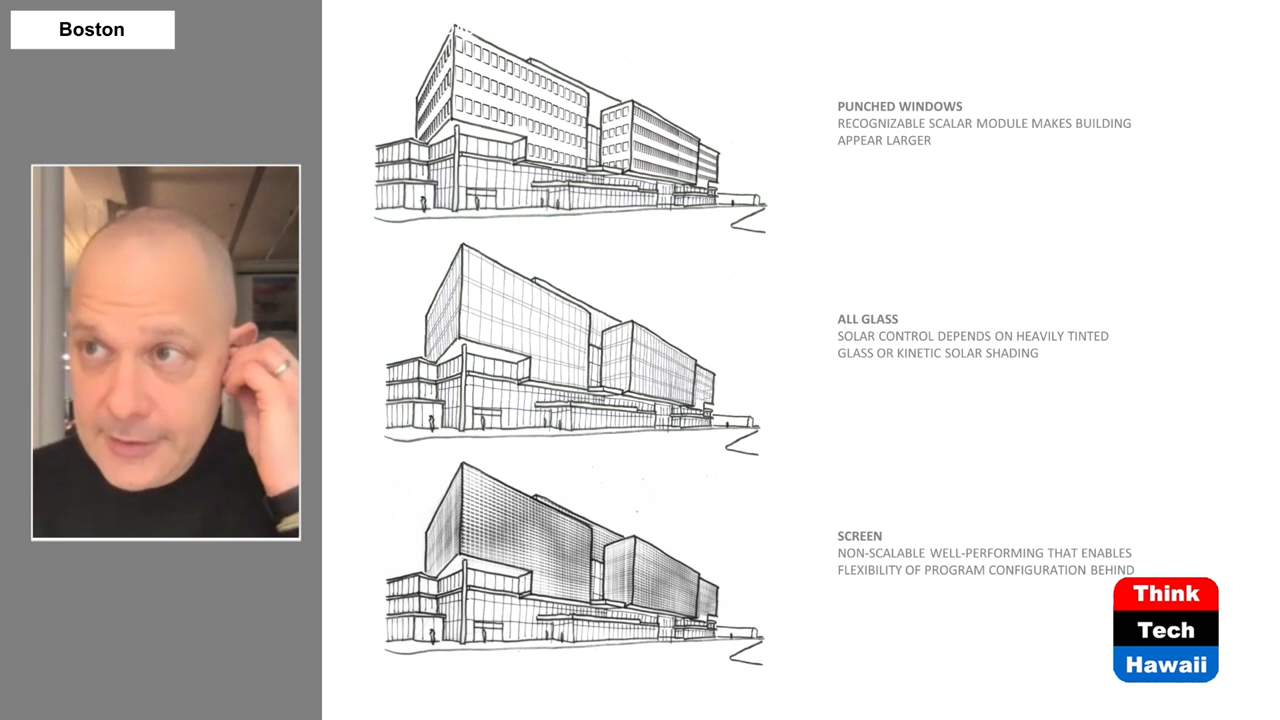 Boston
PUNCHED WINDOWS
RECOGNIZABLE SCALAR MODULE MAKES BUILDING
APPEAR LARGER
ALL GLASS
SOLAR CONTROL DEPENDS ON HEAVILY TINTED
GLASS OR KINETIC SOLAR SHADING
SCREEN
NON-SCALABLE WELL-PERFORMING THAT ENABLES
FLEXIBILITY OF PROGRAM CONFIGURATION BEHIND
Think
Tech
Hawaii